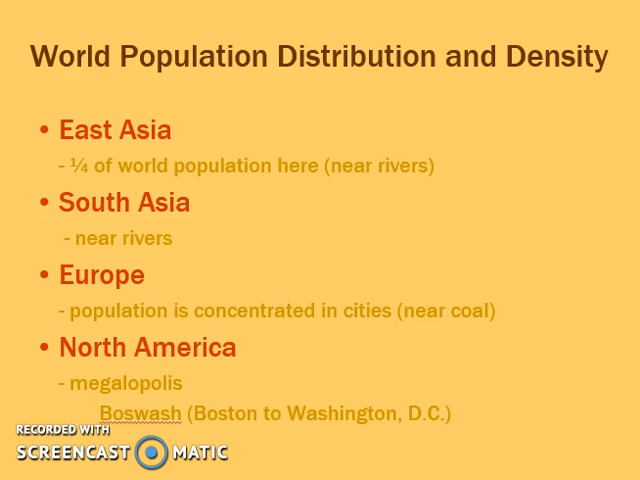 World Population Distribution and Density
• East Asia
- ¼ of world population here (near rivers)
• South Asia
- near rivers
• Europe
- population is concentrated in cities (near coal)
• North America
- megalopolis
Boswash (Boston to Washington, D.C.)
RECORDED WITH
SCREENCAST MATIC